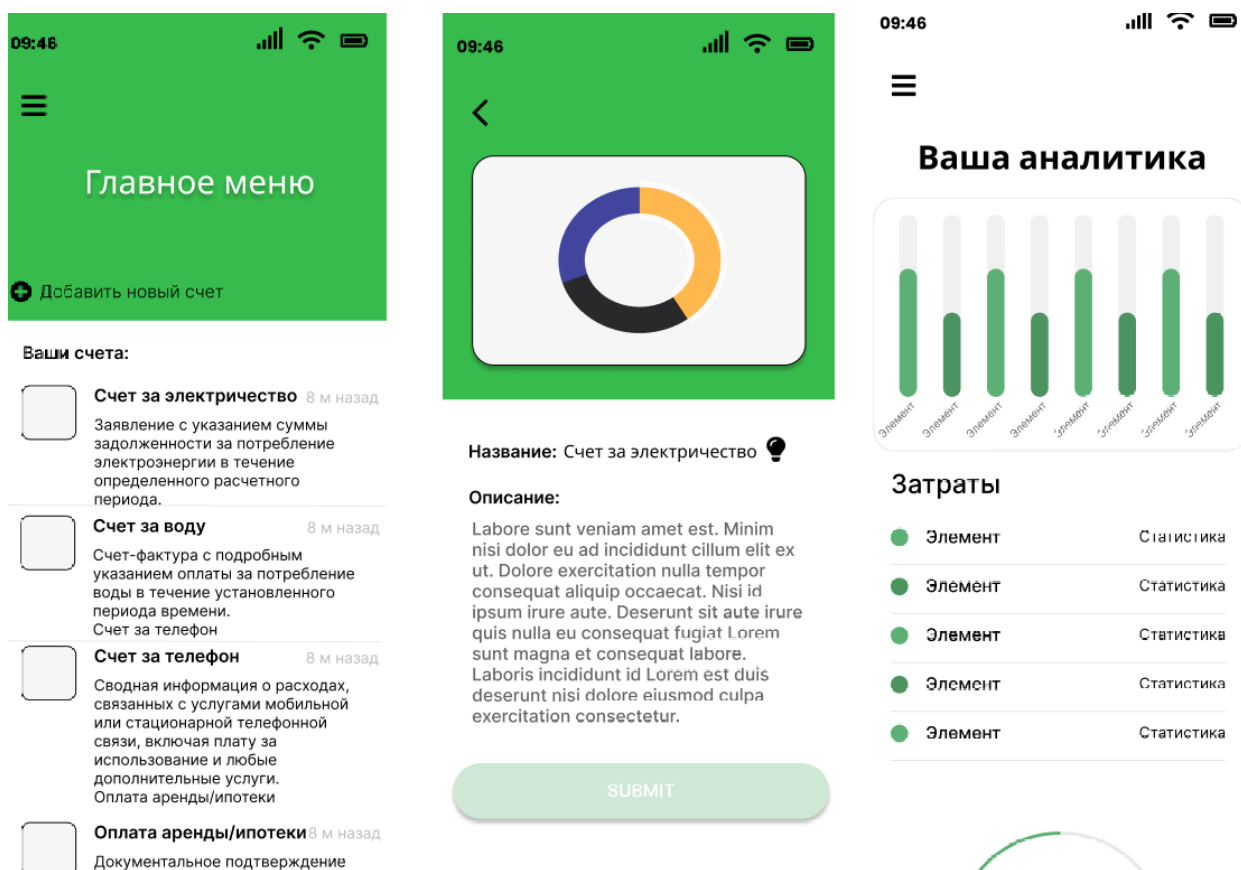 09:46
Главное меню
Добавить новый счет
Ваши счета:
Счет за электричество 8 м назад
Заявление с указанием суммы
задолженности за потребление
электроэнергии в течение
определенного расчетного
периода.
Счет за воду 8 м назад
Счет-фактура с подробным
указанием оплаты за потребление
воды в течение установленного
периода времени.
Счет за телефон
Счет за телефон 8 м назад
Сводная информация о расходах,
связанных с услугами мобильной
или стационарной телефонной
связи, включая плату за
использование и любые
дополнительные услуги.
Оплата аренды/ипотеки
Оплата аренды/ипотеки 8 м назад
Документальное подтверждение
09:46
Название: Счет за электричество
Описание:
Labore sunt veniam amet est. Minim
nisi dolor eu ad incididunt cillum elit ex
ut. Dolore exercitation nulla tempor
consequat aliquip occaecat. Nisi id
ipsum irure aute. Deserunt sit aute irure
quis nulla eu consequat fugiat Lorem
sunt magna et consequat labore.
Laboris incididunt id Lorem est duis
deserunt nisi dolore eiusmod culpa
exercitation consectetur.
SUBMIT
09:46
Ваша аналитика
Элемент Элемент Элемент Элемент Элемент Элемент Элемент Элемент
Затраты
Элемент Статистика
Элемент Статистика
Элемент Статистика
Элемент Статистика
Элемент Статистика